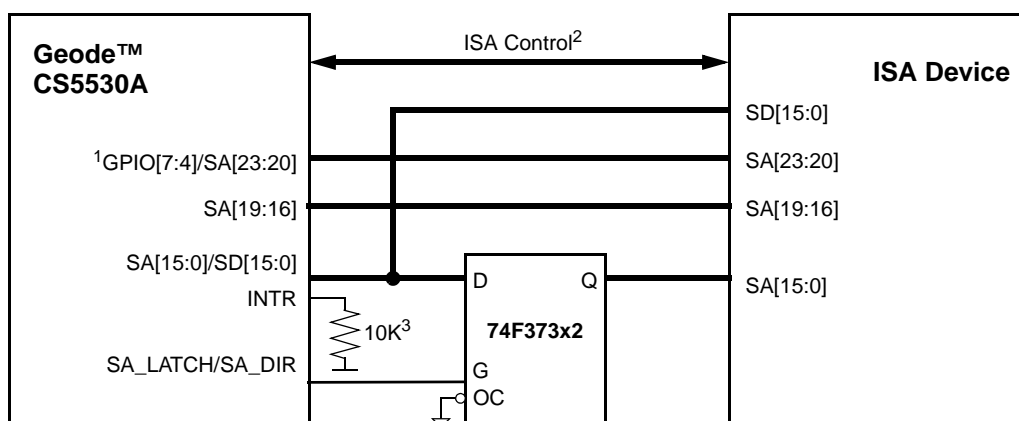 Geode™
CS5530A
ISA Control²
ISA Device
SD[15:0]
¹GPIO[7:4]/SA[23:20]
SA[23:20]
SA[19:16]
SA[19:16]
SA[15:0]/SD[15:0]
D
Q
SA[15:0]
INTR
10K³
74F373x2
SA_LATCH/SA_DIR
G
OC